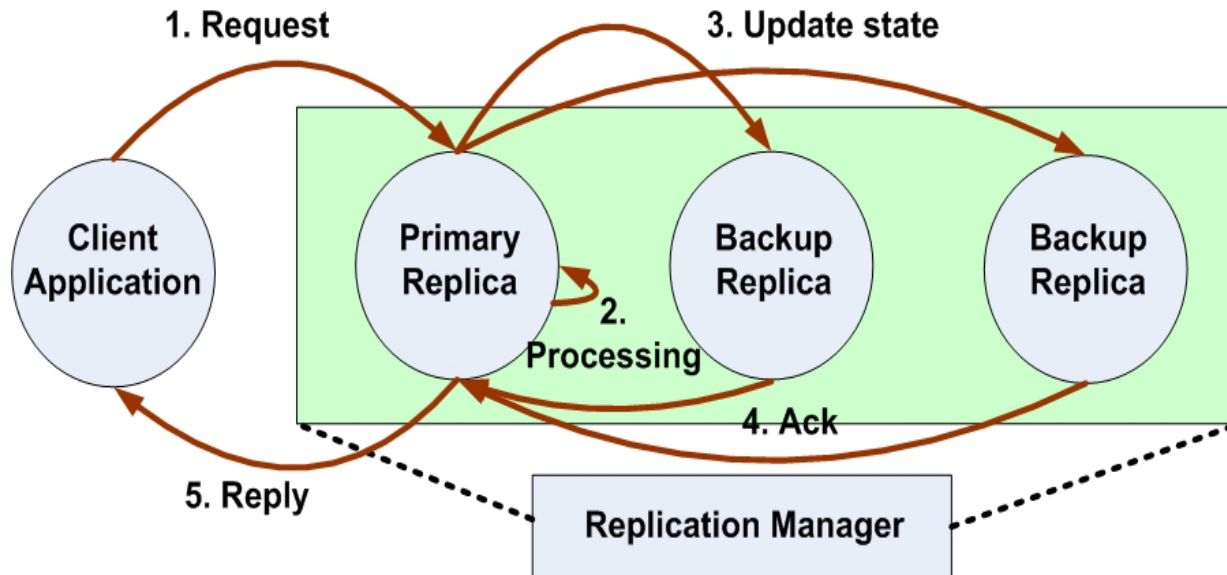 1. Request
3. Update state
Client
Application
Primary
Replica
Backup
Replica
Backup
Replica
2.
Processing
4. Ack
5. Reply
Replication Manager